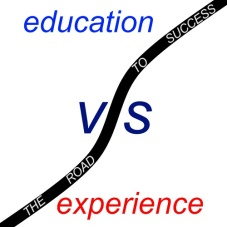 education
vs
experience
THE ROAD TO SUCCESS